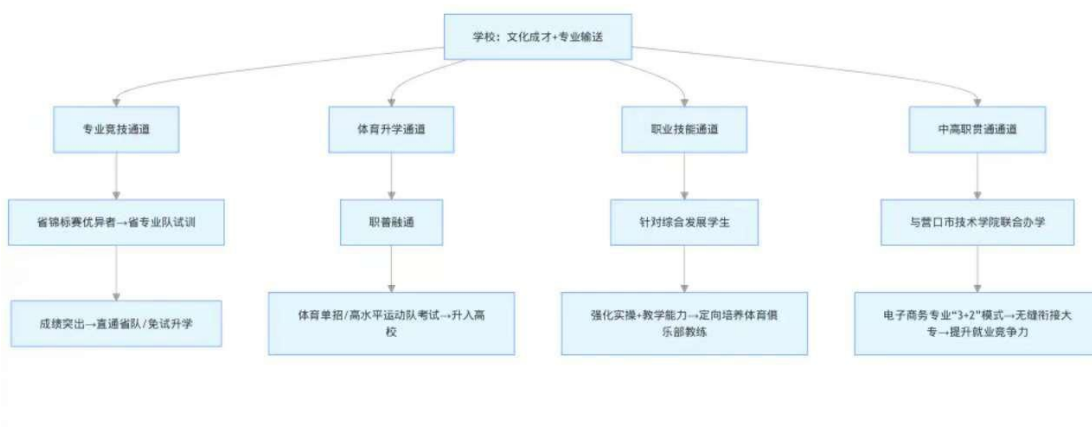 学校：文化成才+专业输送
专业竞技通道
体育升学通道
职业技能通道
中高职贯通通道
省锦标赛优异者→省专业队试训
职普融通
针对综合发展学生
与营口市技术学院联合办学
成绩突出→直通省队/免试升学
体育单招/高水平运动队考试→升入高
校
强化实操+教学能力→定向培养体育俱
乐部教练
电子商务专业“3+2”模式→无缝衔接大
专→提升就业竞争力